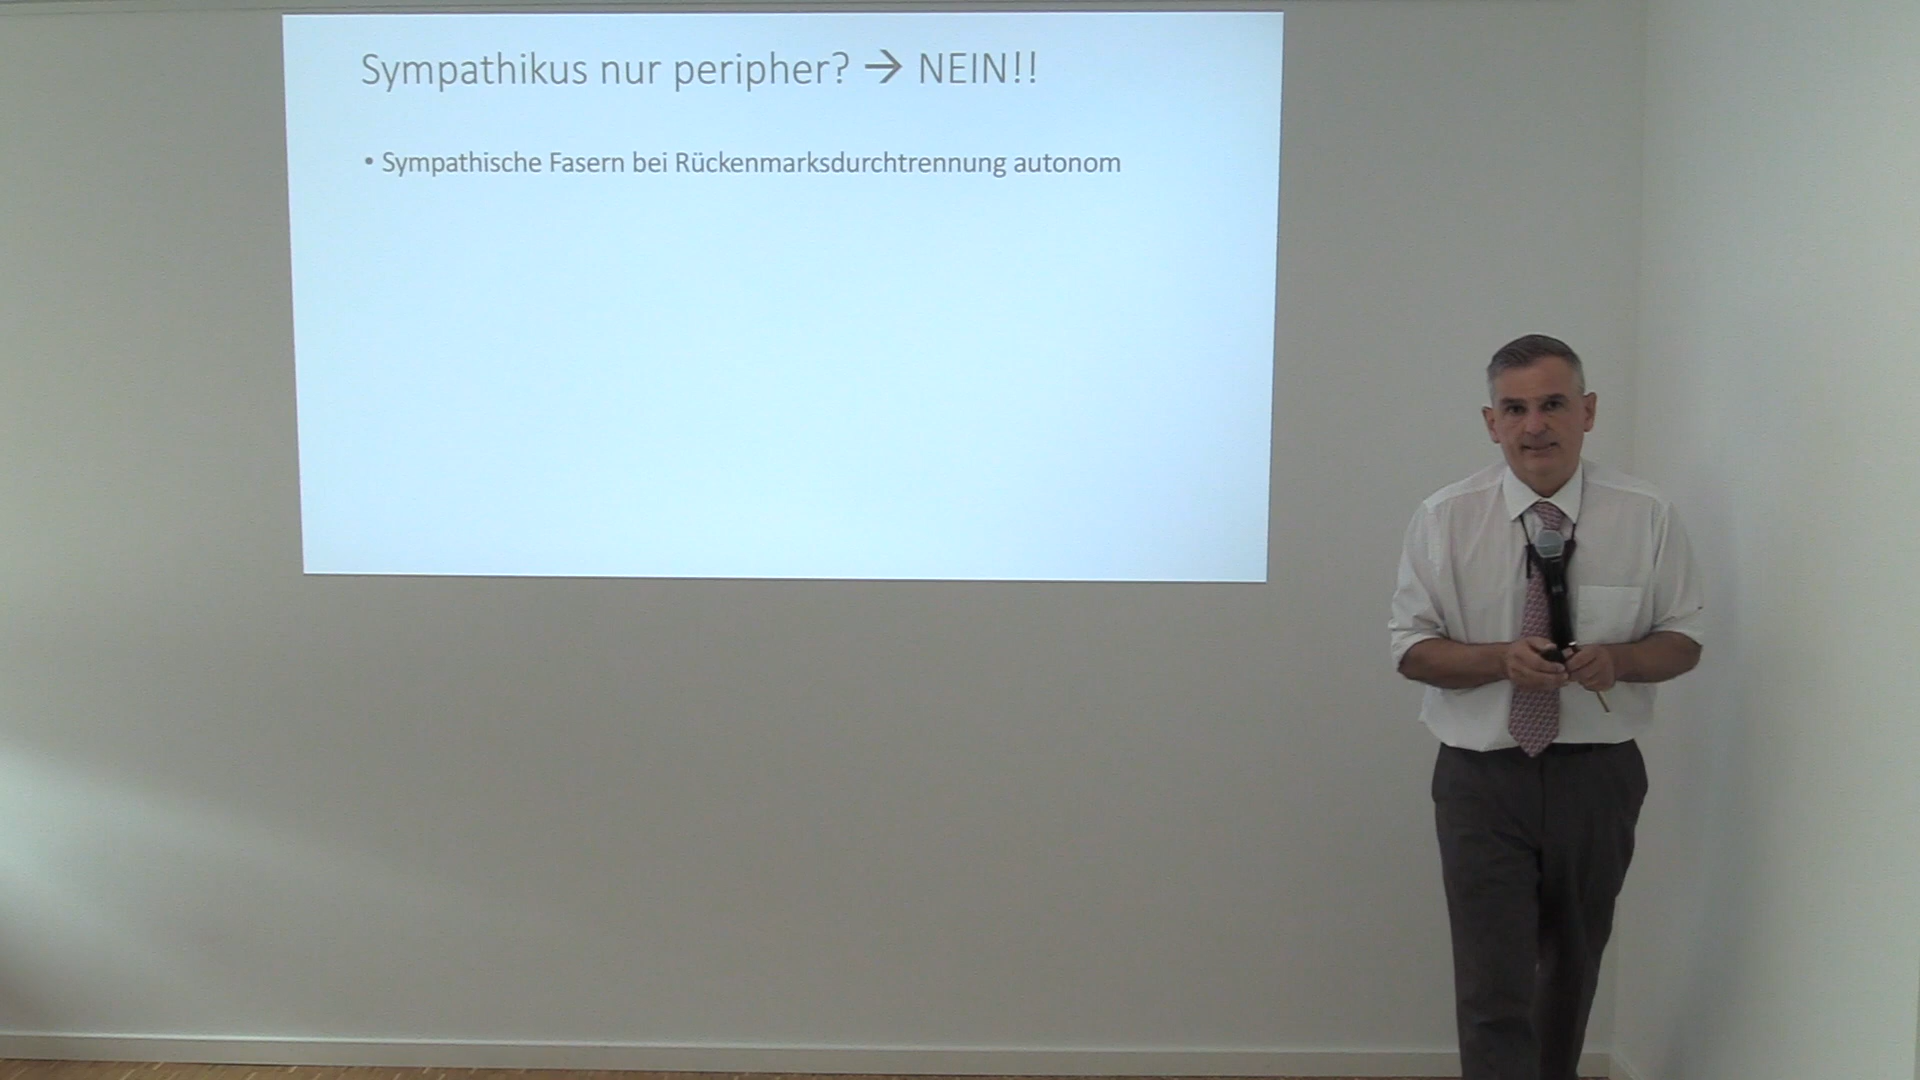 Sympathikus nur peripher? → NEIN!!
• Sympathische Fasern bei Rückenmarksdurchtrennung autonom